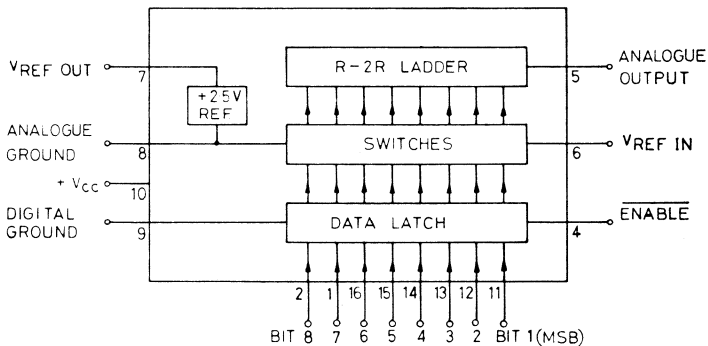 VREF OUT
7
R-2R LADDER
5
ANALOGUE
OUTPUT
+2.5V
REF
ANALOGUE
GROUND
8
SWITCHES
6
VREF IN
+ VCC
10
DIGITAL
GROUND
9
DATA LATCH
4
ENABLE
2 1 16 15 14 13 12 11
BIT 8 7 6 5 4 3 2 BIT 1 (MSB)